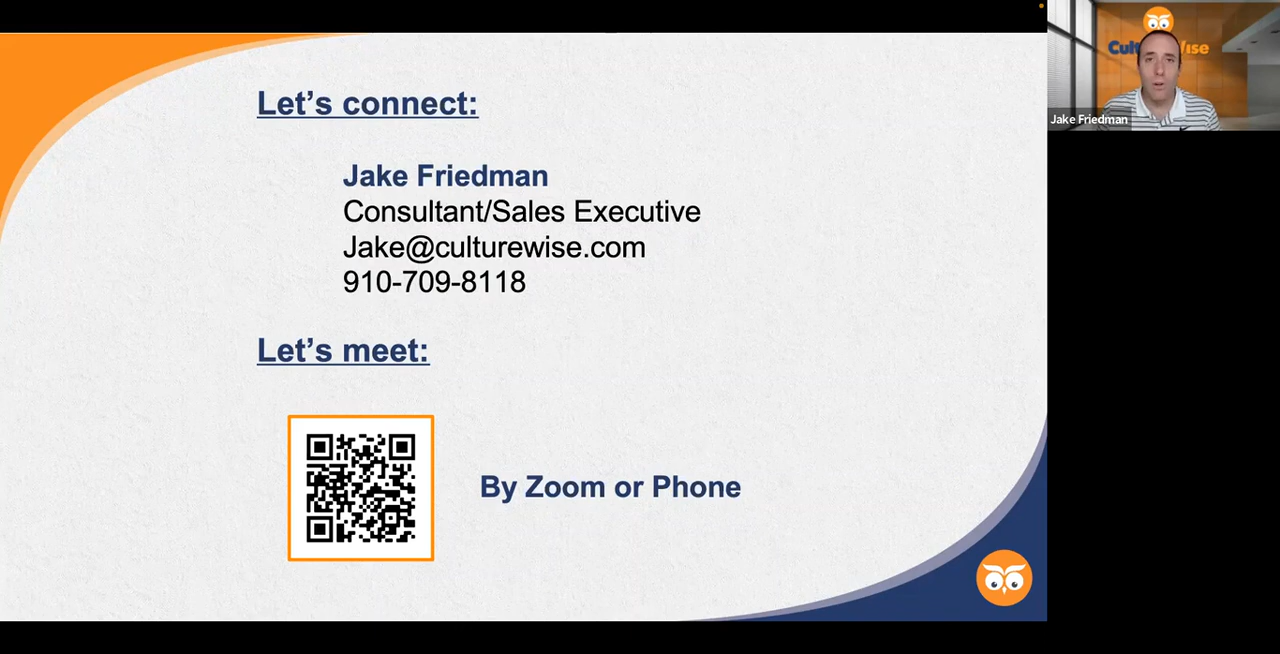 Let’s connect:
Jake Friedman
Consultant/Sales Executive
Jake@culturewise.com
910-709-8118
Let’s meet:
By Zoom or Phone
Jake Friedman